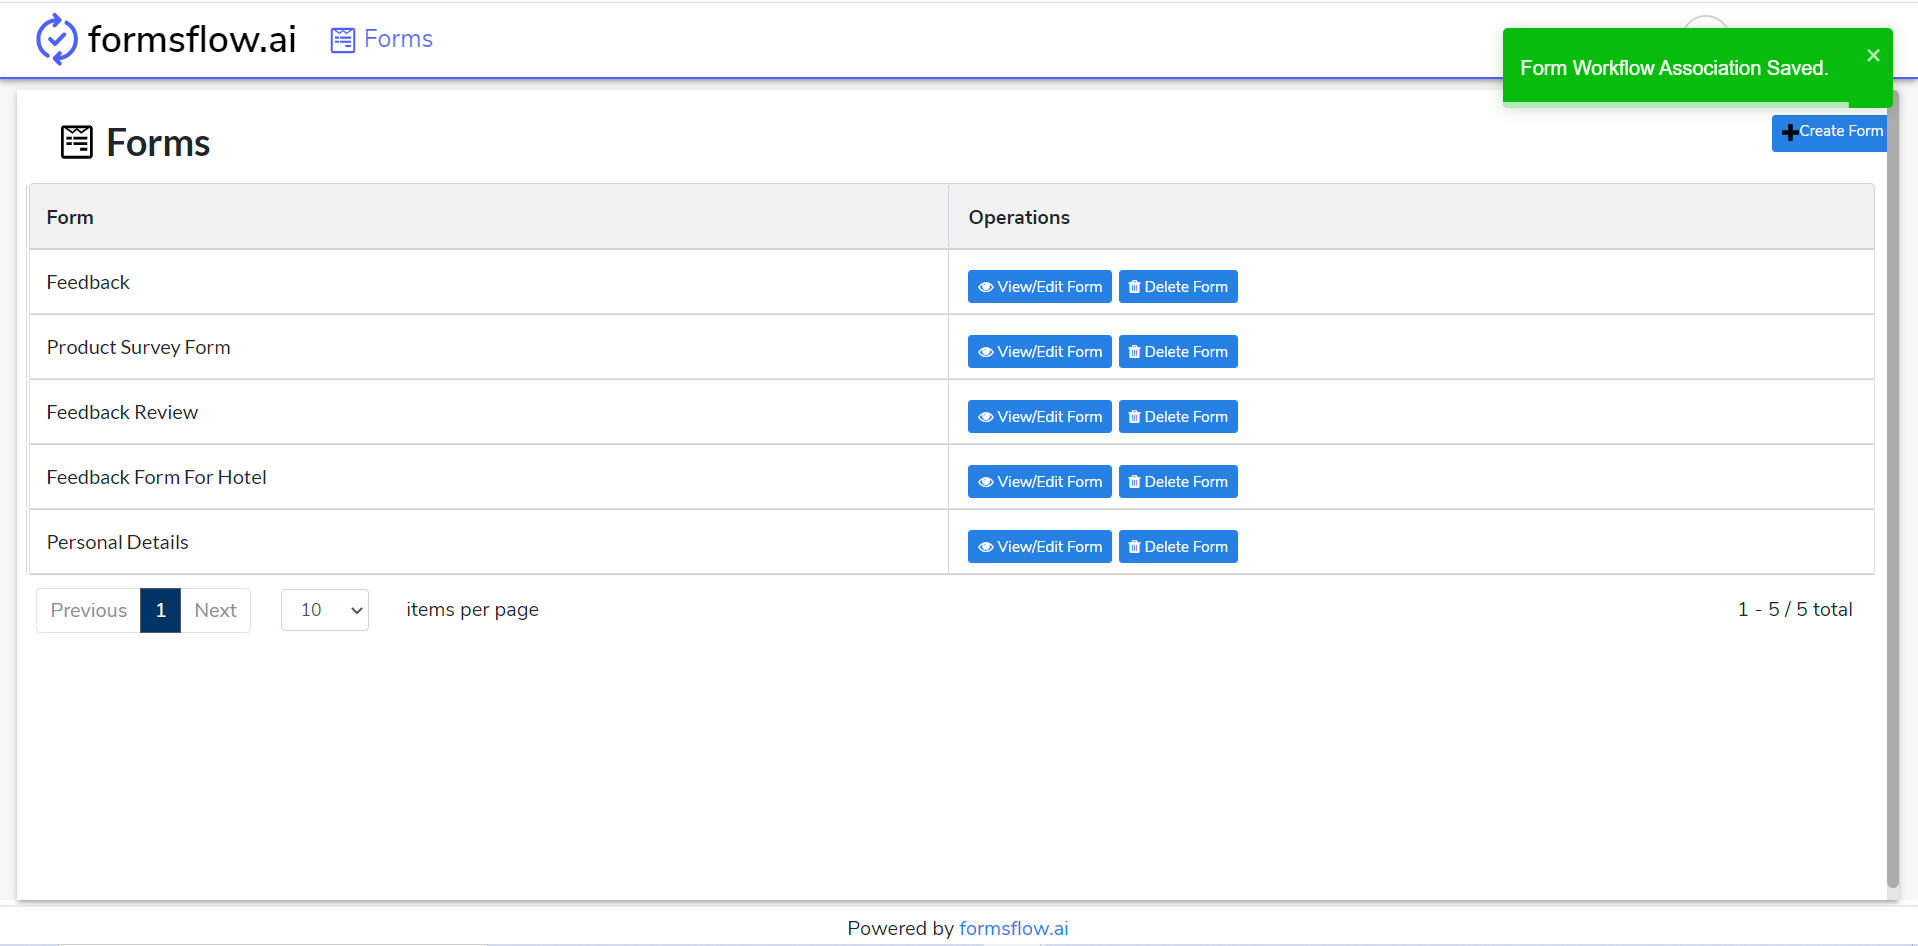 formsflow.ai Forms
Form Workflow Association Saved.
Forms
Create Form
Form Operations
Feedback View/Edit Form Delete Form
Product Survey Form View/Edit Form Delete Form
Feedback Review View/Edit Form Delete Form
Feedback Form For Hotel View/Edit Form Delete Form
Personal Details View/Edit Form Delete Form
Previous 1 Next 10 items per page 1 - 5 / 5 total
Powered by formsflow.ai